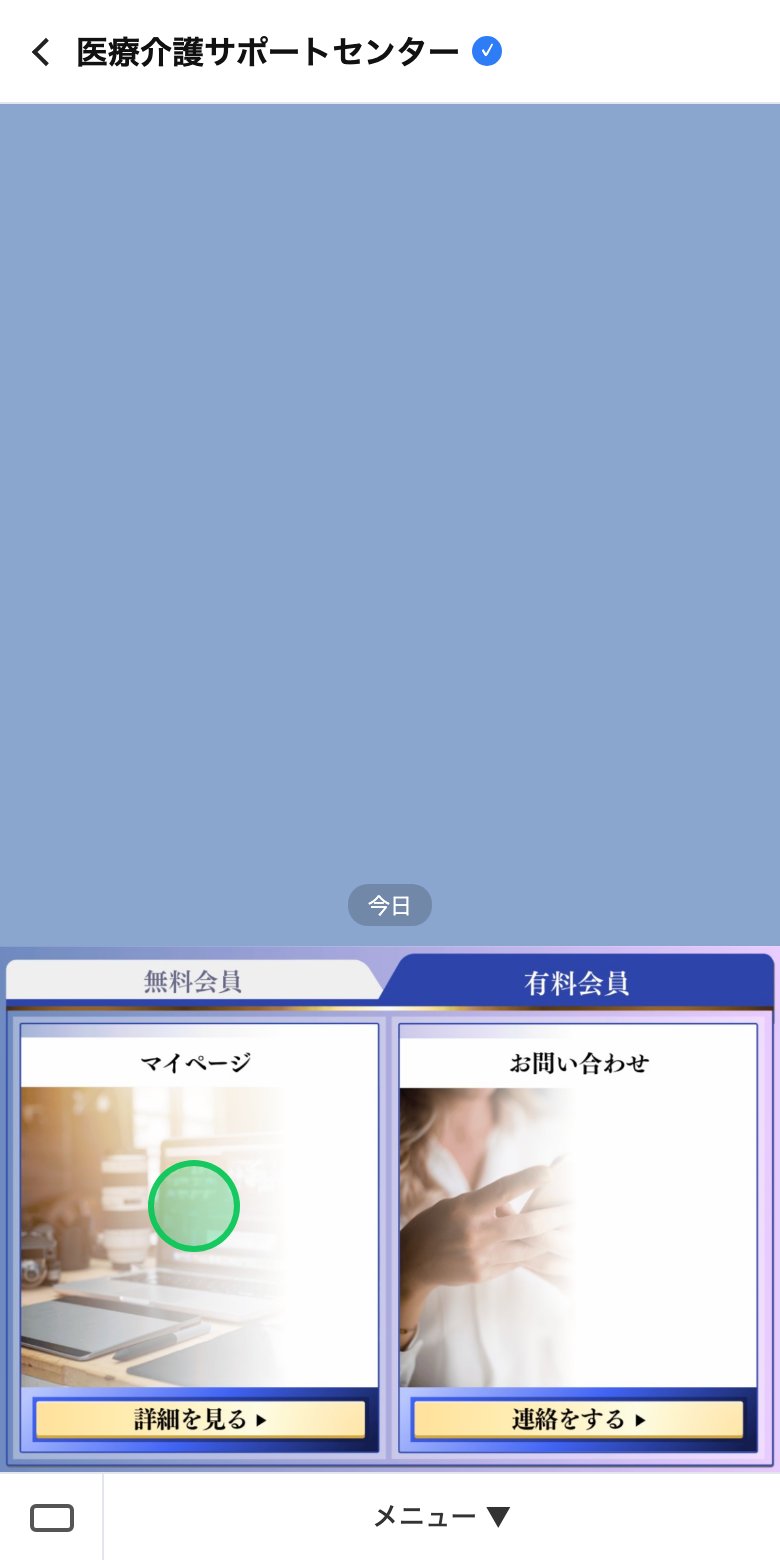 医療介護サポートセンター
今日
無料会員
有料会員
マイページ
お問い合わせ
詳細を見る ▶
連絡をする ▶
メニュー ▼